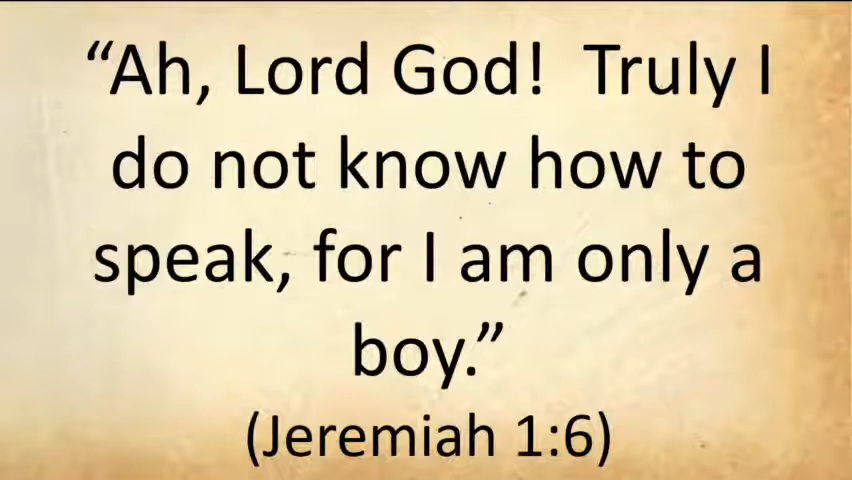 “Ah, Lord God!  Truly I
do not know how to
speak, for I am only a
boy.”
(Jeremiah 1:6)